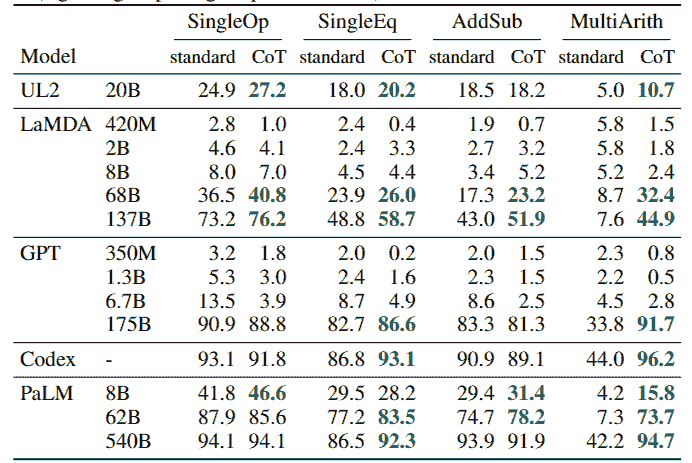 SingleOp SingleEq AddSub MultiArith
Model standard CoT standard CoT standard CoT standard CoT
UL2 20B 24.9 27.2 18.0 20.2 18.5 18.2 5.0 10.7
LaMDA 420M 2.8 1.0 2.4 0.4 1.9 0.7 5.8 1.5
2B 4.6 4.1 2.4 3.3 2.7 3.2 5.8 1.8
8B 8.0 7.0 4.5 4.4 3.4 5.2 5.2 2.4
68B 36.5 40.8 23.9 26.0 17.3 23.2 8.7 32.4
137B 73.2 76.2 48.8 58.7 43.0 51.9 7.6 44.9
GPT 350M 3.2 1.8 2.0 0.2 2.0 1.5 2.3 0.8
1.3B 5.3 3.0 2.4 1.6 2.3 1.5 2.2 0.5
6.7B 13.5 3.9 8.7 4.9 8.6 2.5 4.5 2.8
175B 90.9 88.8 82.7 86.6 83.3 81.3 33.8 91.7
Codex - 93.1 91.8 86.8 93.1 90.9 89.1 44.0 96.2
PaLM 8B 41.8 46.6 29.5 28.2 29.4 31.4 4.2 15.8
62B 87.9 85.6 77.2 83.5 74.7 78.2 7.3 73.7
540B 94.1 94.1 86.5 92.3 93.9 91.9 42.2 94.7